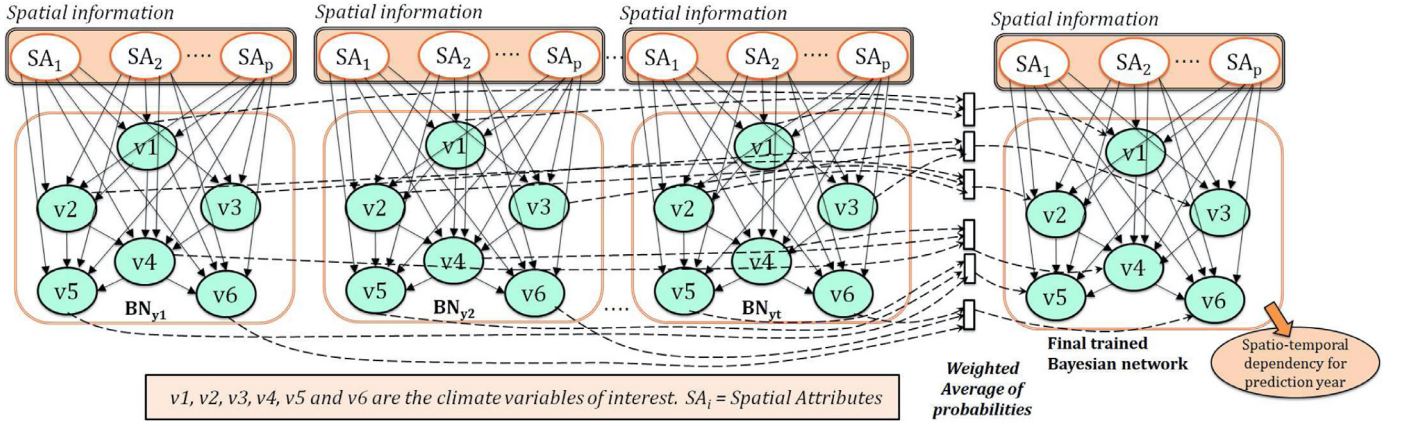 Spatial information
SA1 SA2 ···· SAp
v1
v2 v3
v4
v5 v6
BNy1
Spatial information
SA1 SA2 ···· SAp
v1
v2 v3
v4
v5 v6
BNy2
....
....
Spatial information
SA1 SA2 ···· SAp
v1
v2 v3
v4
v5 v6
BNyt
Weighted
Average of
probabilities
Spatial information
SA1 SA2 ···· SAp
v1
v2 v3
v4
v5 v6
Final trained
Bayesian network
Spatio-temporal
dependency for
prediction year
v1, v2, v3, v4, v5 and v6 are the climate variables of interest. SAi = Spatial Attributes